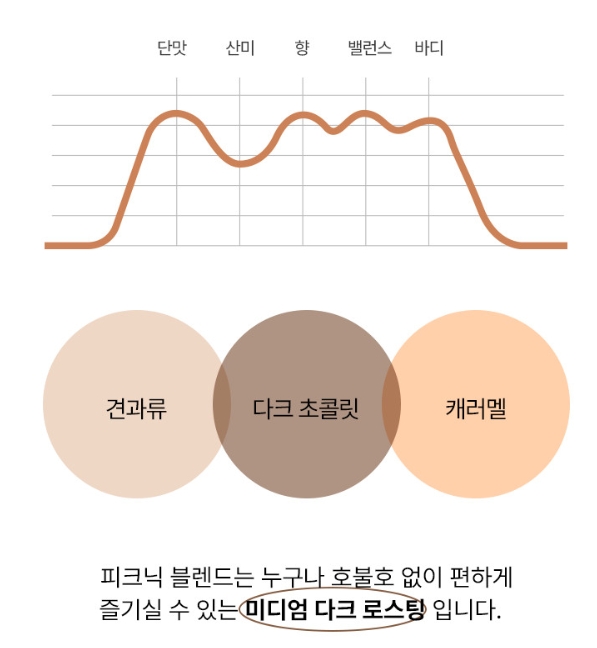 단맛 산미 향 밸런스 바디
견과류 다크 초콜릿 캐러멜
피크닉 블렌드는 누구나 호불호 없이 편하게
즐기실 수 있는 미디엄 다크 로스팅 입니다.